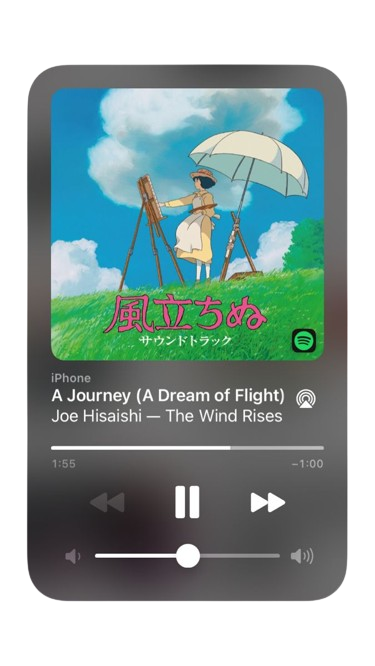 風立ちぬ
サウンドトラック
iPhone
A Journey (A Dream of Flight)
Joe Hisaishi — The Wind Rises
1:55
−1:00